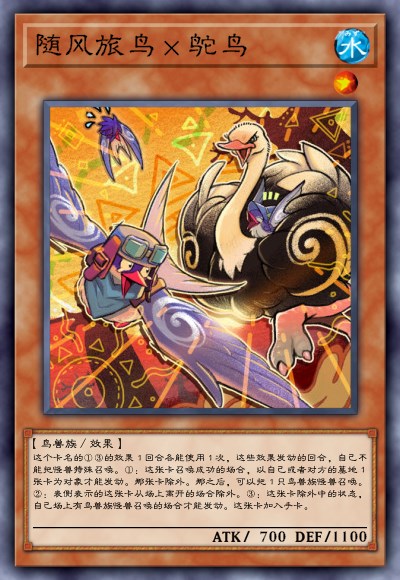 随风旅鸟×鸵鸟
水
【鸟兽族/效果】
这个卡名的①③的效果1回合各能使用1次，这些效果发动的回合，自己不
能把怪兽特殊召唤。①：这张卡召唤成功的场合，以自己或者对方的墓地1
张卡为对象才能发动。那张卡除外。那之后，可以把1只鸟兽族怪兽召唤。
②：表侧表示的这张卡从场上离开的场合除外。③：这张卡除外中的状态，
自己场上有鸟兽族怪兽召唤的场合才能发动。这张卡加入手卡。
ATK/ 700 DEF/1100